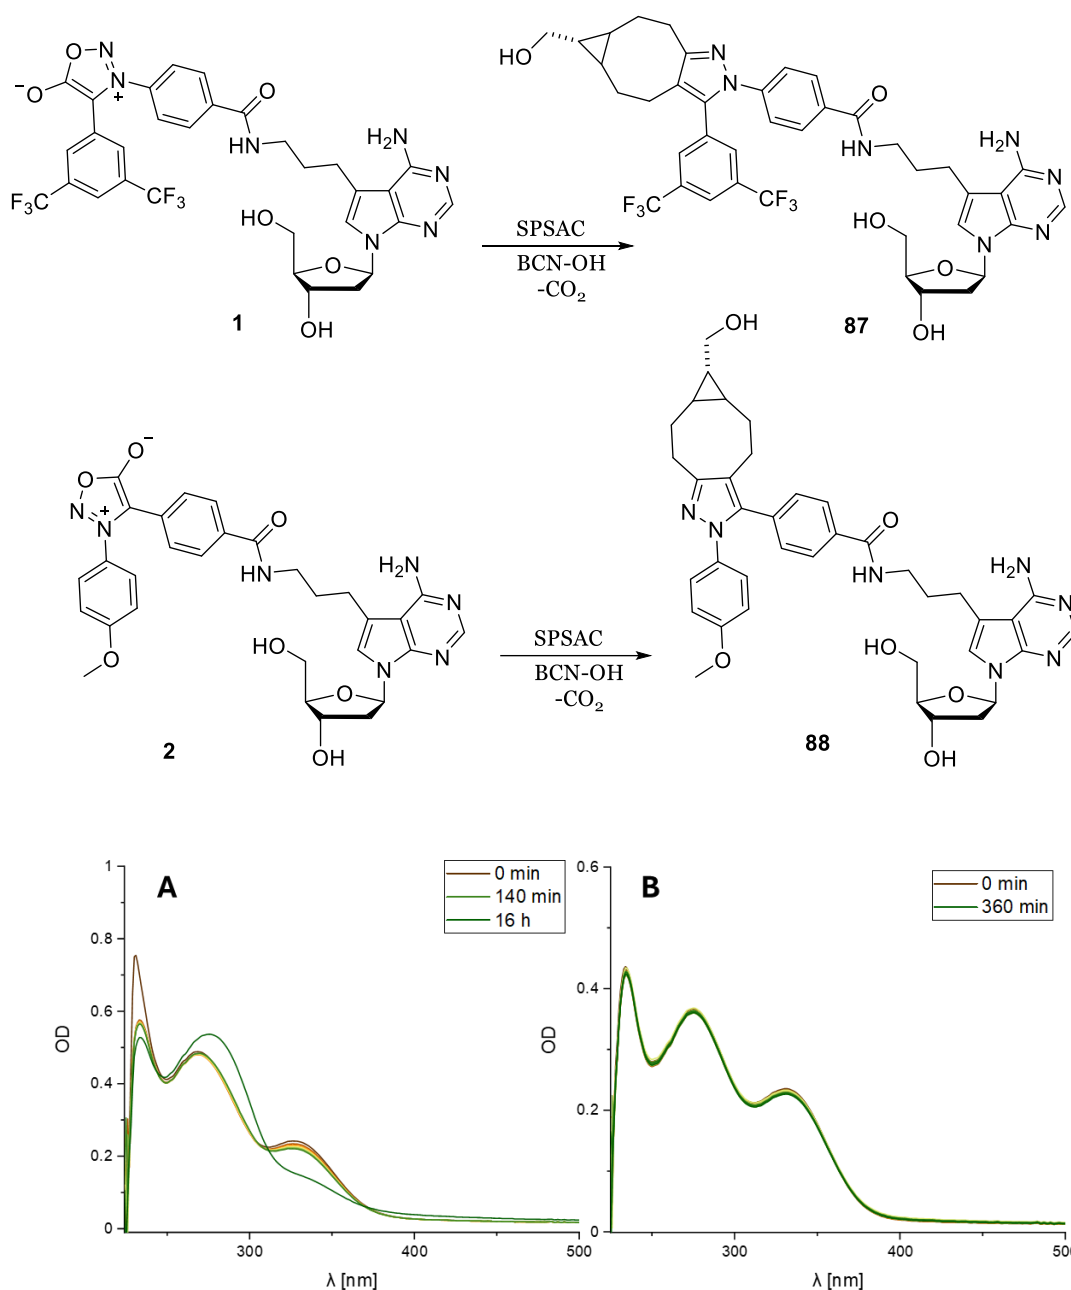 O
N
⁻O
N
+
O
HN
F₃C
CF₃
H₂N
N
N
N
HO
O
OH
1
SPSAC
BCN-OH
-CO₂
HO
N
N
O
HN
F₃C
CF₃
H₂N
N
N
N
HO
O
OH
87
O⁻
O
N
N
+
O
HN
O
H₂N
N
N
N
HO
O
OH
2
SPSAC
BCN-OH
-CO₂
OH
N
N
O
HN
O
H₂N
N
N
N
HO
O
OH
88
A
0 min
140 min
16 h
1
0.8
0.6
0.4
0.2
0
OD
300
400
500
λ [nm]
B
0 min
360 min
0.6
0.4
0.2
0
OD
300
400
500
λ [nm]